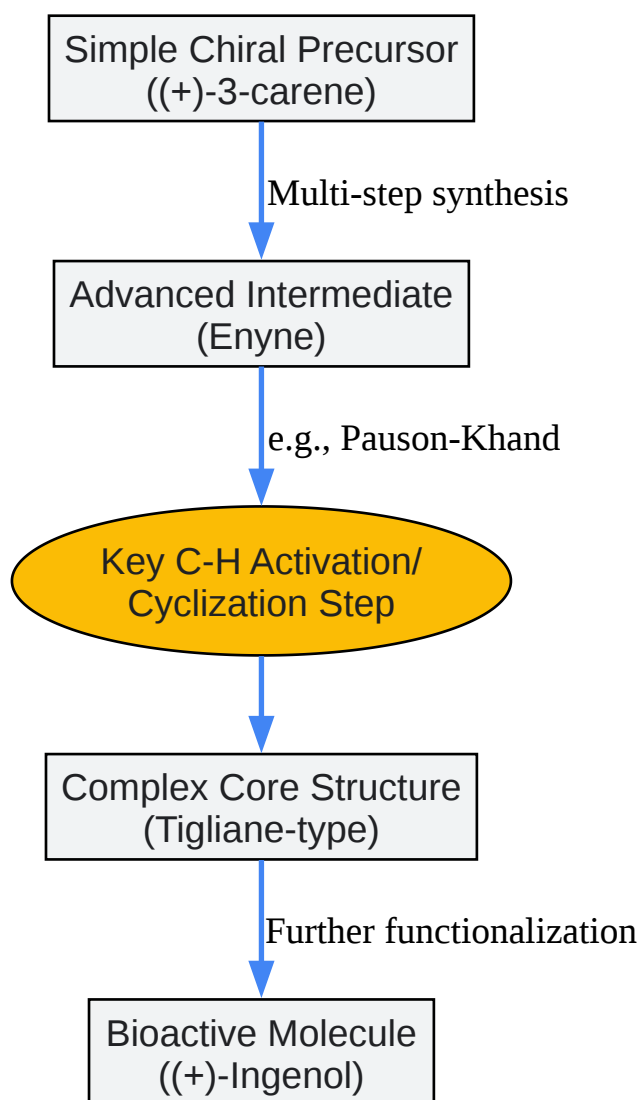 Simple Chiral Precursor
((+)-3-carene)
Multi-step synthesis
Advanced Intermediate
(Enyne)
e.g., Pauson-Khand
Key C-H Activation/
Cyclization Step
Complex Core Structure
(Tigliane-type)
Further functionalization
Bioactive Molecule
((+)-Ingenol)